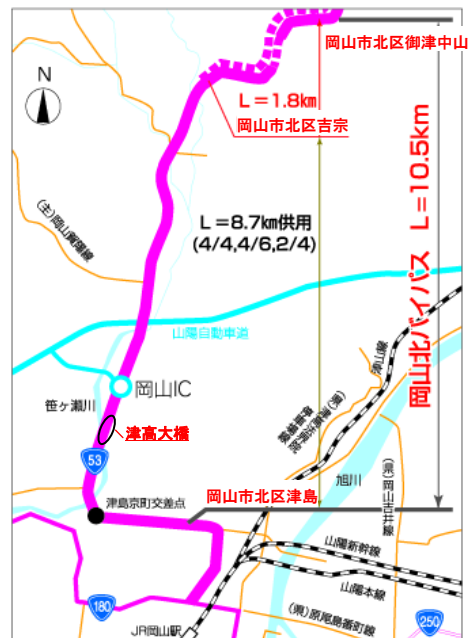 岡山市北区御津中山
N
L=1.8km
岡山市北区吉宗
岡山北バイパス L=10.5km
L=8.7km供用
(4/4,4/6,2/4)
(主)岡山賀陽線
山陽自動車道
津山線
岡山IC
笹ヶ瀬川
津高大橋
53
旭川
(県)岡山吉井線
岡山市北区津島
津島京町交差点
山陽新幹線
山陽本線
180
(県)原尾島番町線
250
JR岡山駅